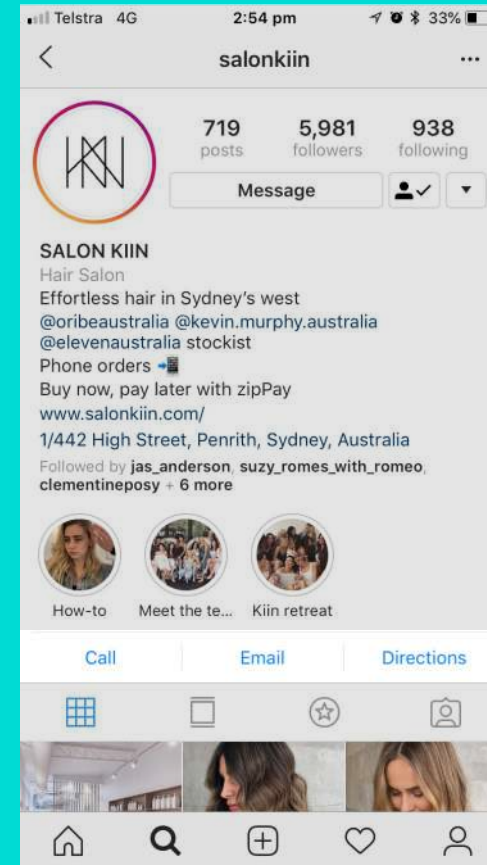 Telstra 4G 2:54 pm 33%
salonkiin
719 5,981 938
posts followers following
Message
SALON KIIN
Hair Salon
Effortless hair in Sydney's west
@oribeaustralia @kevin.murphy.australia
@elevenaustralia stockist
Phone orders 📲
Buy now, pay later with zipPay
www.salonkiin.com/
1/442 High Street, Penrith, Sydney, Australia
Followed by jas_anderson, suzy_romes_with_romeo,
clementineposy + 6 more
How-to Meet the te... Kiin retreat
Call Email Directions